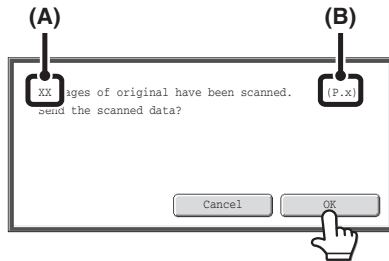 (A) (B)
XX ages of original have been scanned. (P.x)
Send the scanned data?
Cancel OK